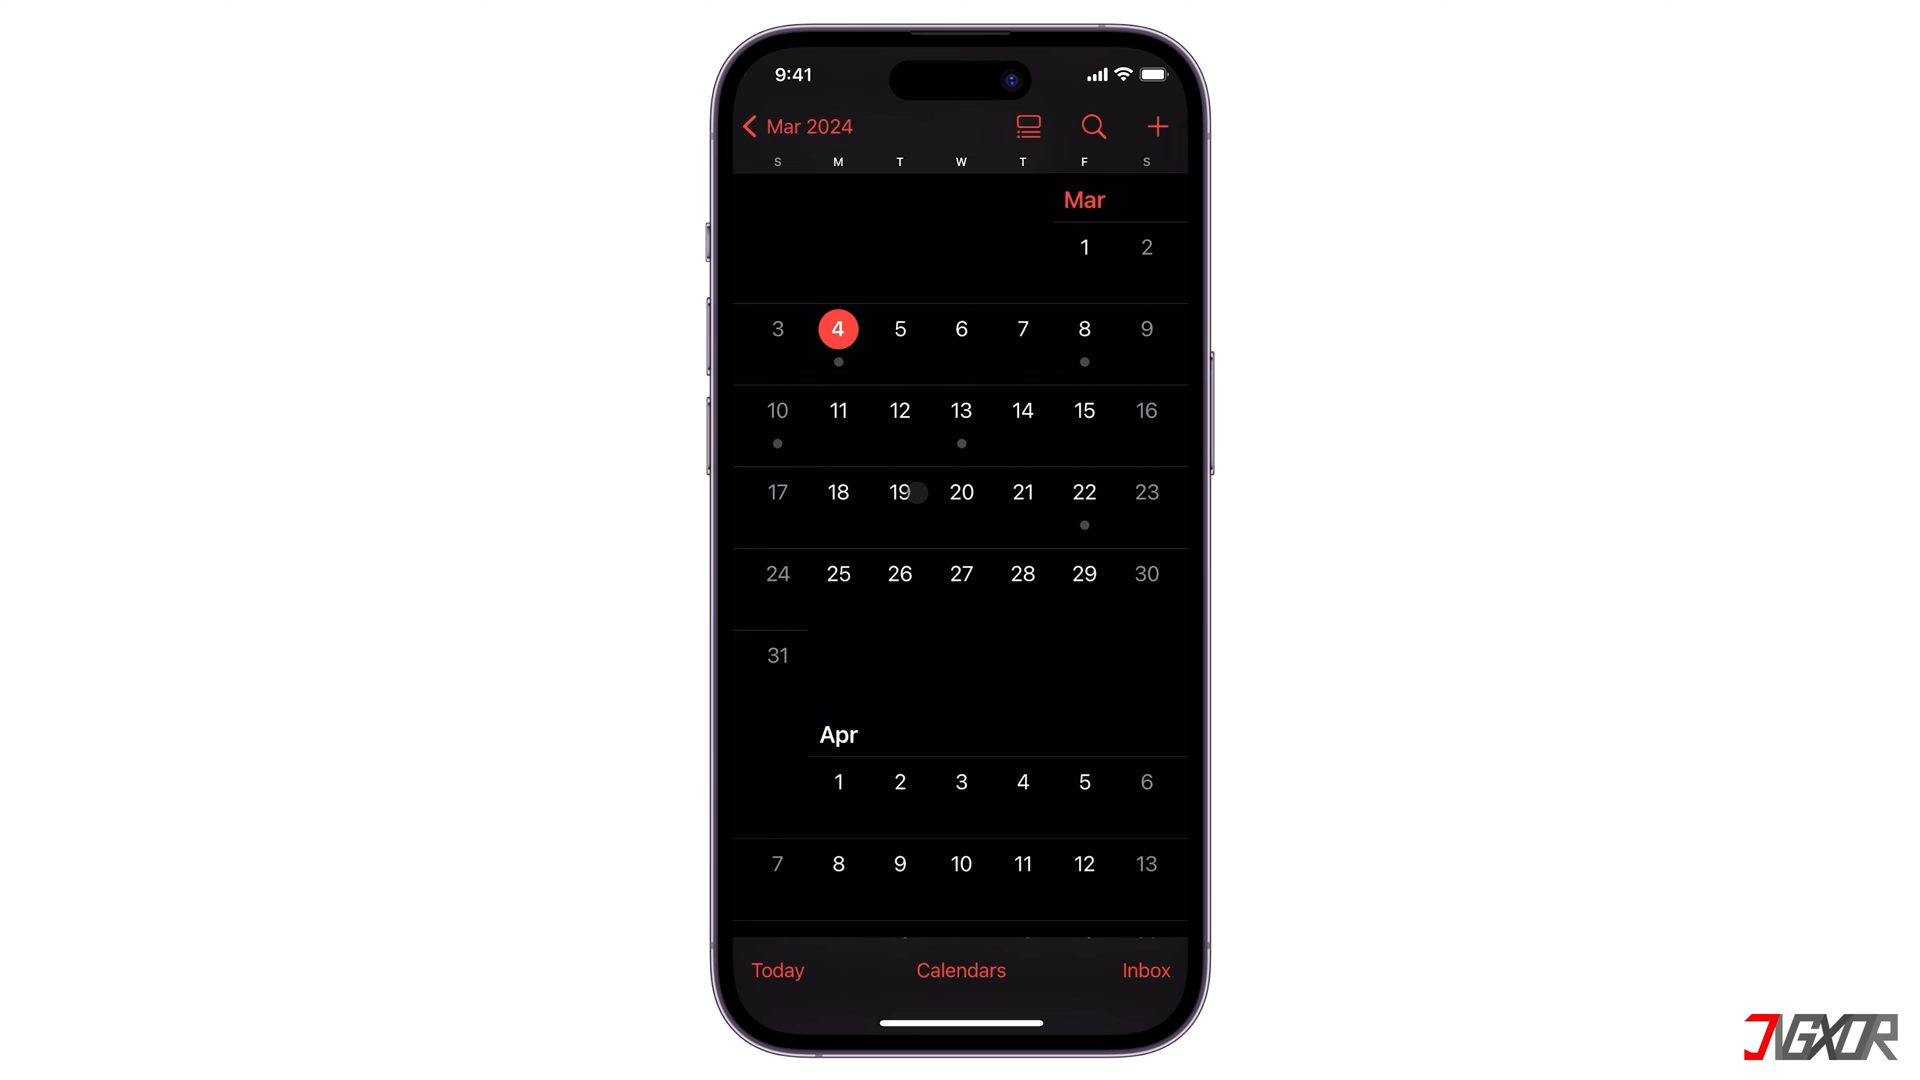 9:41
Mar 2024
S M T W T F S
Mar
1 2
3 4 5 6 7 8 9
10 11 12 13 14 15 16
17 18 19 20 21 22 23
24 25 26 27 28 29 30
31
Apr
1 2 3 4 5 6
7 8 9 10 11 12 13
Today Calendars Inbox
JVGXOR